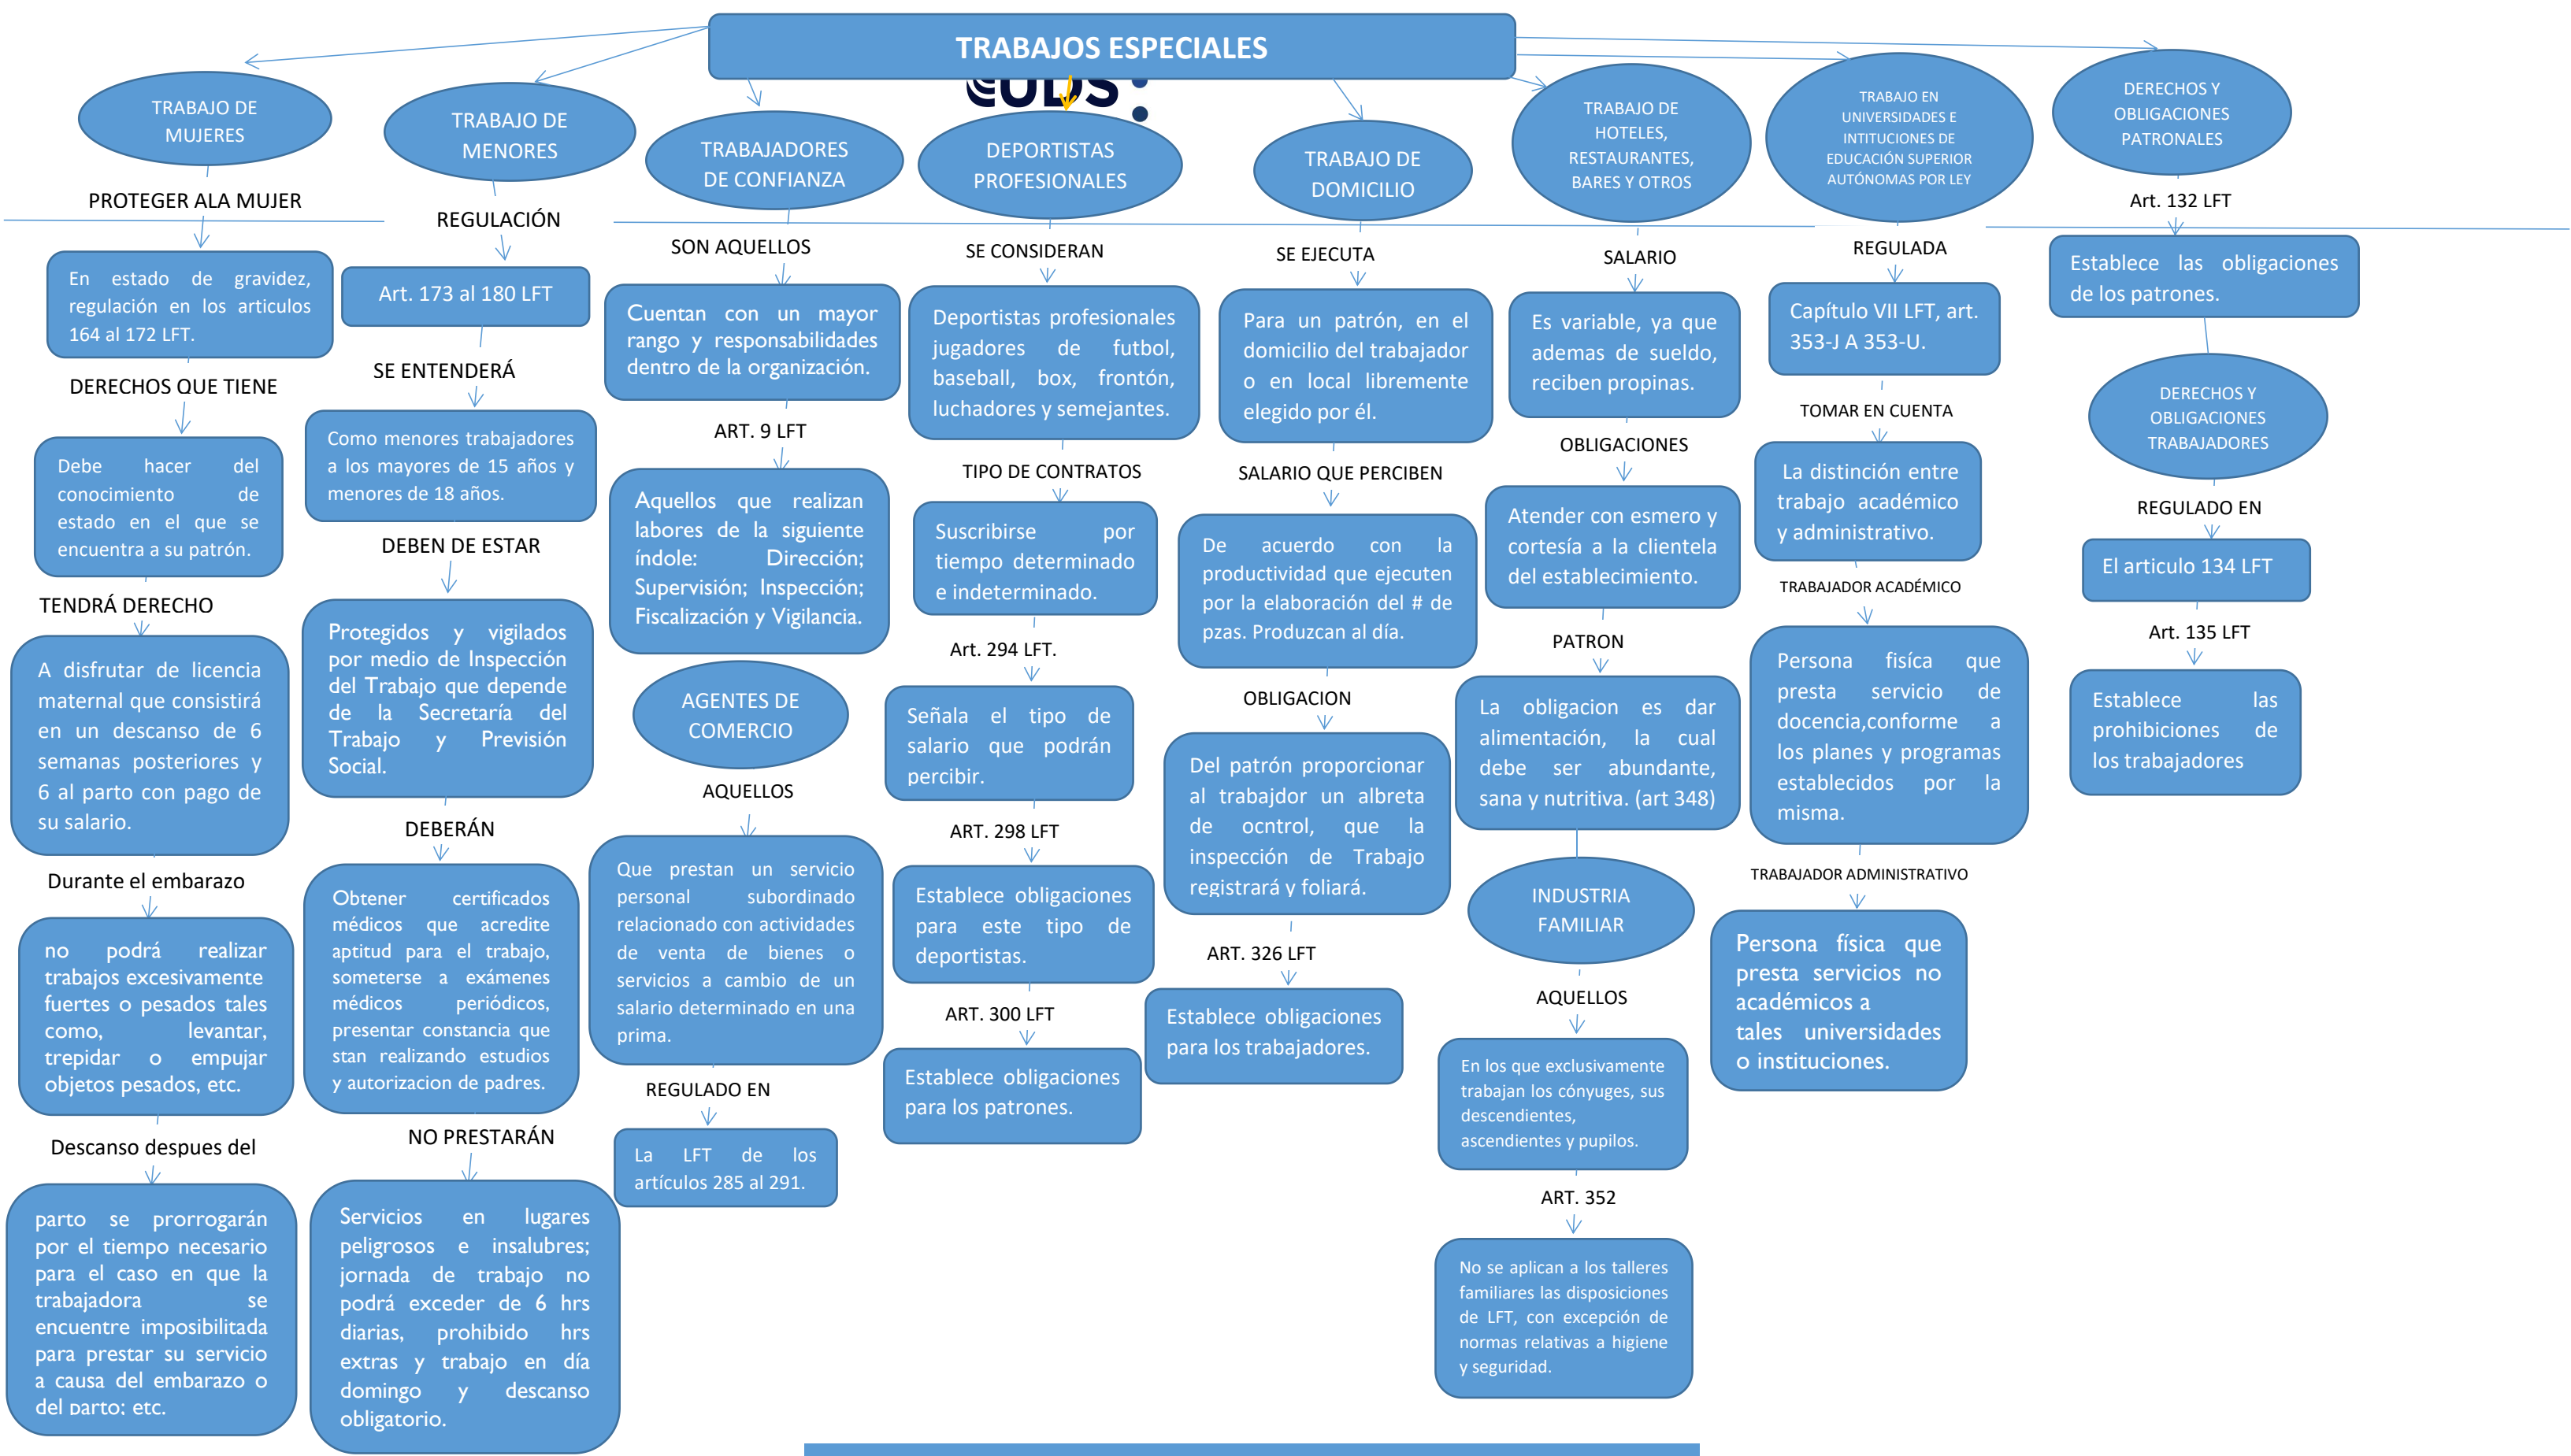 TRABAJOS ESPECIALES
UDS
TRABAJO DE
MUJERES
PROTEGER ALA MUJER
En estado de gravidez,
regulación en los articulos
164 al 172 LFT.
DERECHOS QUE TIENE
Debe hacer del
conocimiento de
estado en el que se
encuentra a su patrón.
TENDRÁ DERECHO
A disfrutar de licencia
maternal que consistirá
en un descanso de 6
semanas posteriores y
6 al parto con pago de
su salario.
Durante el embarazo
no podrá realizar
trabajos excesivamente
fuertes o pesados tales
como, levantar,
trepidar o empujar
objetos pesados, etc.
Descanso despues del
parto se prorrogarán
por el tiempo necesario
para el caso en que la
trabajadora se
encuentre imposibilitada
para prestar su servicio
a causa del embarazo o
del parto; etc.
TRABAJO DE
MENORES
REGULACIÓN
Art. 173 al 180 LFT
SE ENTENDERÁ
Como menores trabajadores
a los mayores de 15 años y
menores de 18 años.
DEBEN DE ESTAR
Protegidos y vigilados
por medio de Inspección
del Trabajo que depende
de la Secretaría del
Trabajo y Previsión
Social.
DEBERÁN
Obtener certificados
médicos que acredite
aptitud para el trabajo,
someterse a exámenes
médicos periódicos,
presentar constancia que
stan realizando estudios
y autorizacion de padres.
NO PRESTARÁN
Servicios en lugares
peligrosos e insalubres;
jornada de trabajo no
podrá exceder de 6 hrs
diarias, prohibido hrs
extras y trabajo en día
domingo y descanso
obligatorio.
TRABAJADORES
DE CONFIANZA
SON AQUELLOS
Cuentan con un mayor
rango y responsabilidades
dentro de la organización.
ART. 9 LFT
Aquellos que realizan
labores de la siguiente
índole: Dirección;
Supervisión; Inspección;
Fiscalización y Vigilancia.
AGENTES DE
COMERCIO
AQUELLOS
Que prestan un servicio
personal subordinado
relacionado con actividades
de venta de bienes o
servicios a cambio de un
salario determinado en una
prima.
REGULADO EN
La LFT de los
artículos 285 al 291.
DEPORTISTAS
PROFESIONALES
SE CONSIDERAN
Deportistas profesionales
jugadores de futbol,
baseball, box, frontón,
luchadores y semejantes.
TIPO DE CONTRATOS
Suscribirse por
tiempo determinado
e indeterminado.
Art. 294 LFT.
Señala el tipo de
salario que podrán
percibir.
ART. 298 LFT
Establece obligaciones
para este tipo de
deportistas.
ART. 300 LFT
Establece obligaciones
para los patrones.
TRABAJO DE
DOMICILIO
SE EJECUTA
Para un patrón, en el
domicilio del trabajador
o en local libremente
elegido por él.
SALARIO QUE PERCIBEN
De acuerdo con la
productividad que ejecuten
por la elaboración del # de
pzas. Produzcan al día.
OBLIGACION
Del patrón proporcionar
al trabajdor un albreta
de ocntrol, que la
inspección de Trabajo
registrará y foliará.
ART. 326 LFT
Establece obligaciones
para los trabajadores.
TRABAJO DE
HOTELES,
RESTAURANTES,
BARES Y OTROS
SALARIO
Es variable, ya que
ademas de sueldo,
reciben propinas.
OBLIGACIONES
Atender con esmero y
cortesía a la clientela
del establecimiento.
PATRON
La obligacion es dar
alimentación, la cual
debe ser abundante,
sana y nutritiva. (art 348)
INDUSTRIA
FAMILIAR
AQUELLOS
En los que exclusivamente
trabajan los cónyuges, sus
descendientes,
ascendientes y pupilos.
ART. 352
No se aplican a los talleres
familiares las disposiciones
de LFT, con excepción de
normas relativas a higiene
y seguridad.
TRABAJO EN
UNIVERSIDADES E
INTITUCIONES DE
EDUCACIÓN SUPERIOR
AUTÓNOMAS POR LEY
REGULADA
Capítulo VII LFT, art.
353-J A 353-U.
TOMAR EN CUENTA
La distinción entre
trabajo académico
y administrativo.
TRABAJADOR ACADÉMICO
Persona fisíca que
presta servicio de
docencia,conforme a
los planes y programas
establecidos por la
misma.
TRABAJADOR ADMINISTRATIVO
Persona física que
presta servicios no
académicos a
tales universidades
o instituciones.
DERECHOS Y
OBLIGACIONES
PATRONALES
Art. 132 LFT
Establece las obligaciones
de los patrones.
DERECHOS Y
OBLIGACIONES
TRABAJADORES
REGULADO EN
El articulo 134 LFT
Art. 135 LFT
Establece las
prohibiciones de
los trabajadores